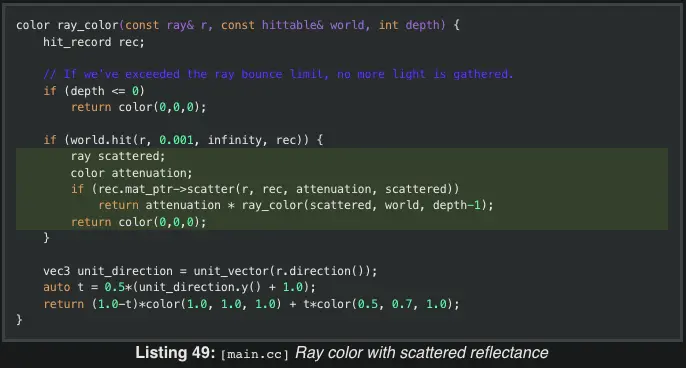 color ray_color(const ray& r, const hittable& world, int depth) {
    hit_record rec;

    // If we've exceeded the ray bounce limit, no more light is gathered.
    if (depth <= 0)
        return color(0,0,0);

    if (world.hit(r, 0.001, infinity, rec)) {
        ray scattered;
        color attenuation;
        if (rec.mat_ptr->scatter(r, rec, attenuation, scattered))
            return attenuation * ray_color(scattered, world, depth-1);
        return color(0,0,0);
    }

    vec3 unit_direction = unit_vector(r.direction());
    auto t = 0.5*(unit_direction.y() + 1.0);
    return (1.0-t)*color(1.0, 1.0, 1.0) + t*color(0.5, 0.7, 1.0);
}
Listing 49: [main.cc] Ray color with scattered reflectance